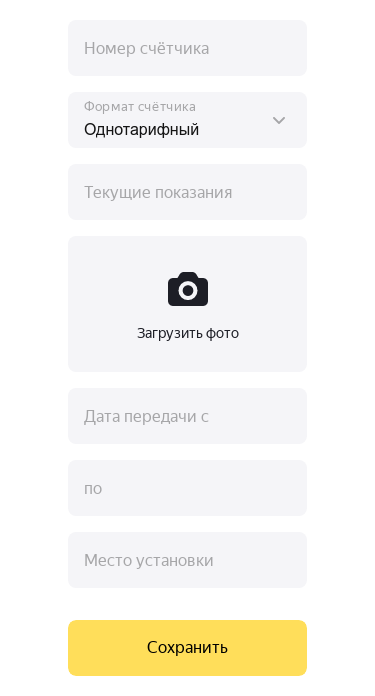 Номер счётчика
Формат счётчика
Однотарифный
Текущие показания
Загрузить фото
Дата передачи с
по
Место установки
Сохранить